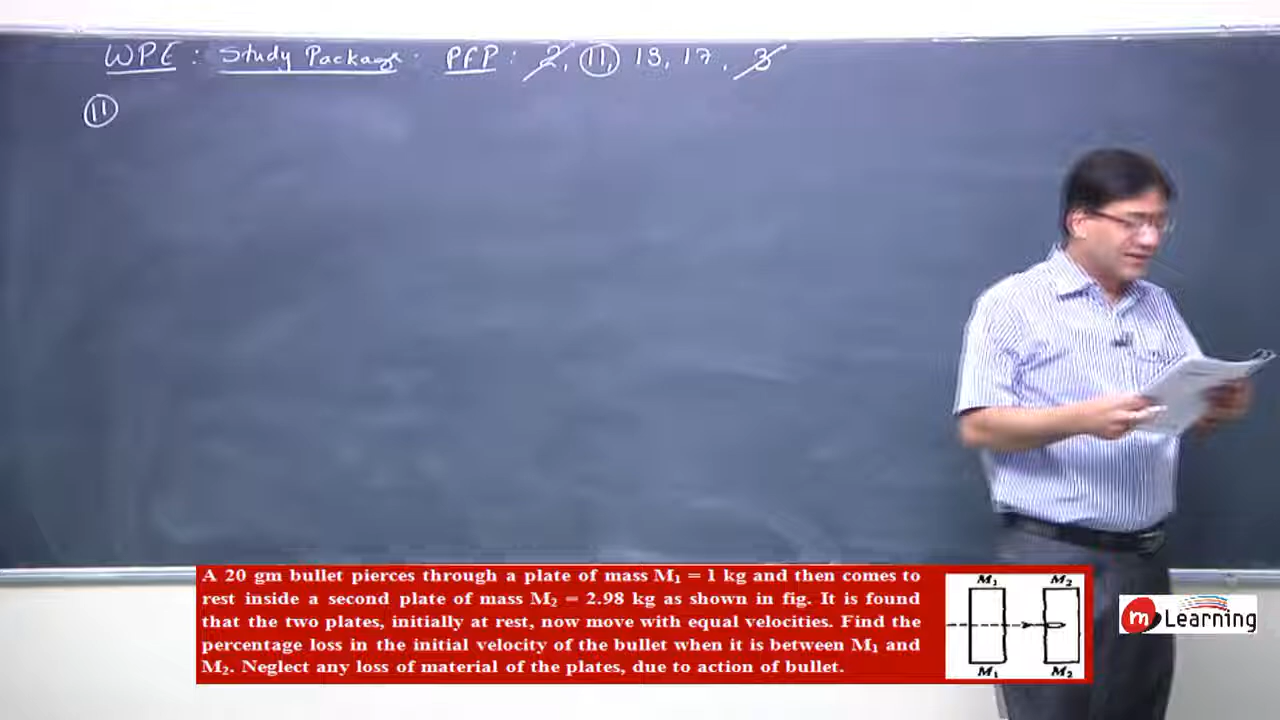 WPE : Study Package . PFP : 2, 11, 13, 17, 3
11
A 20 gm bullet pierces through a plate of mass M₁ = 1 kg and then comes to
rest inside a second plate of mass M₂ = 2.98 kg as shown in fig. It is found
that the two plates, initially at rest, now move with equal velocities. Find the
percentage loss in the initial velocity of the bullet when it is between M₁ and
M₂. Neglect any loss of material of the plates, due to action of bullet.
M₁ M₂
M₁ M₂
m Learning